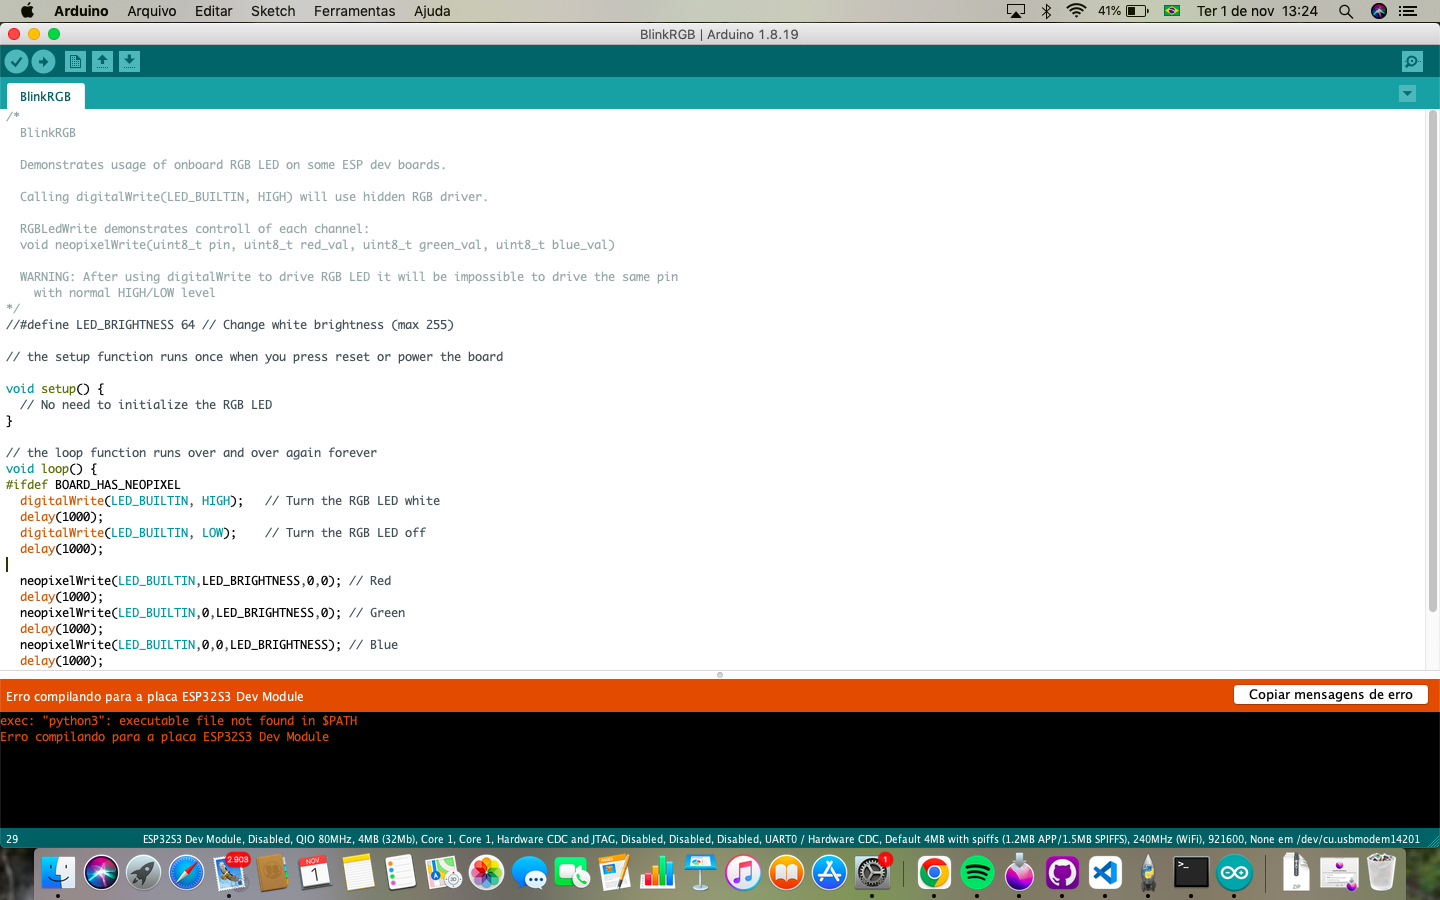 Arduino Arquivo Editar Sketch Ferramentas Ajuda 41% Ter 1 de nov 13:24
BlinkRGB | Arduino 1.8.19
BlinkRGB
/*
  BlinkRGB
  Demonstrates usage of onboard RGB LED on some ESP dev boards.
  Calling digitalWrite(LED_BUILTIN, HIGH) will use hidden RGB driver.
  RGBLedWrite demonstrates controll of each channel:
  void neopixelWrite(uint8_t pin, uint8_t red_val, uint8_t green_val, uint8_t blue_val)
  WARNING: After using digitalWrite to drive RGB LED it will be impossible to drive the same pin
    with normal HIGH/LOW level
*/
//#define LED_BRIGHTNESS 64 // Change white brightness (max 255)
// the setup function runs once when you press reset or power the board
void setup() {
  // No need to initialize the RGB LED
}
// the loop function runs over and over again forever
void loop() {
#ifdef BOARD_HAS_NEOPIXEL
  digitalWrite(LED_BUILTIN, HIGH);   // Turn the RGB LED white
  delay(1000);
  digitalWrite(LED_BUILTIN, LOW);    // Turn the RGB LED off
  delay(1000);
  neopixelWrite(LED_BUILTIN,LED_BRIGHTNESS,0,0); // Red
  delay(1000);
  neopixelWrite(LED_BUILTIN,0,LED_BRIGHTNESS,0); // Green
  delay(1000);
  neopixelWrite(LED_BUILTIN,0,0,LED_BRIGHTNESS); // Blue
  delay(1000);
Erro compilando para a placa ESP32S3 Dev Module Copiar mensagens de erro
exec: "python3": executable file not found in $PATH
Erro compilando para a placa ESP32S3 Dev Module
29 ESP32S3 Dev Module, Disabled, QIO 80MHz, 4MB (32Mb), Core 1, Core 1, Hardware CDC and JTAG, Disabled, Disabled, Disabled, UART0 / Hardware CDC, Default 4MB with spiffs (1.2MB APP/1.5MB SPIFFS), 240MHz (WiFi), 921600, None em /dev/cu.usbmodem14201
2.903 NOV 1 1 ZIP